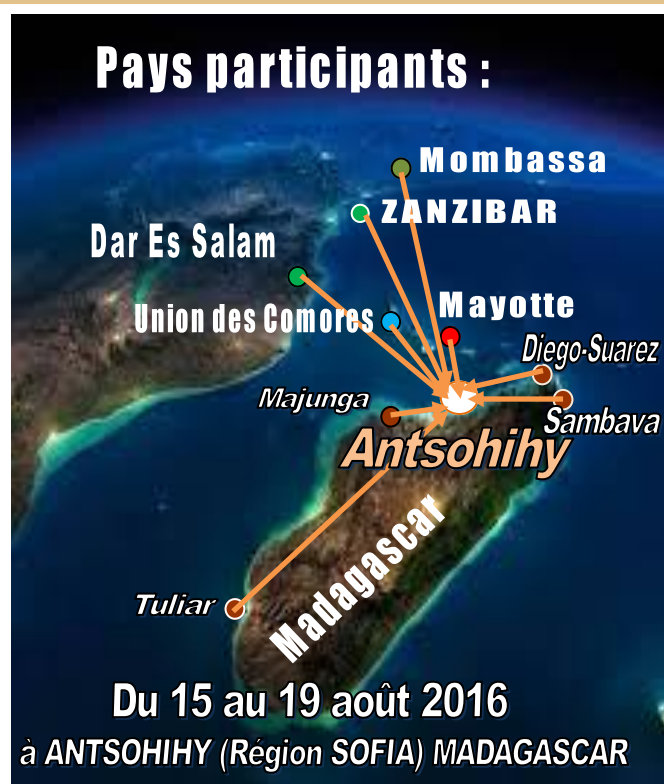 Pays participants :
Mombassa
ZANZIBAR
Dar Es Salam
Union des Comores
Mayotte
Diego-Suarez
Majunga
Sambava
Antsohihy
Madagascar
Tuliar
Du 15 au 19 août 2016
à ANTSOHIHY (Région SOFIA) MADAGASCAR